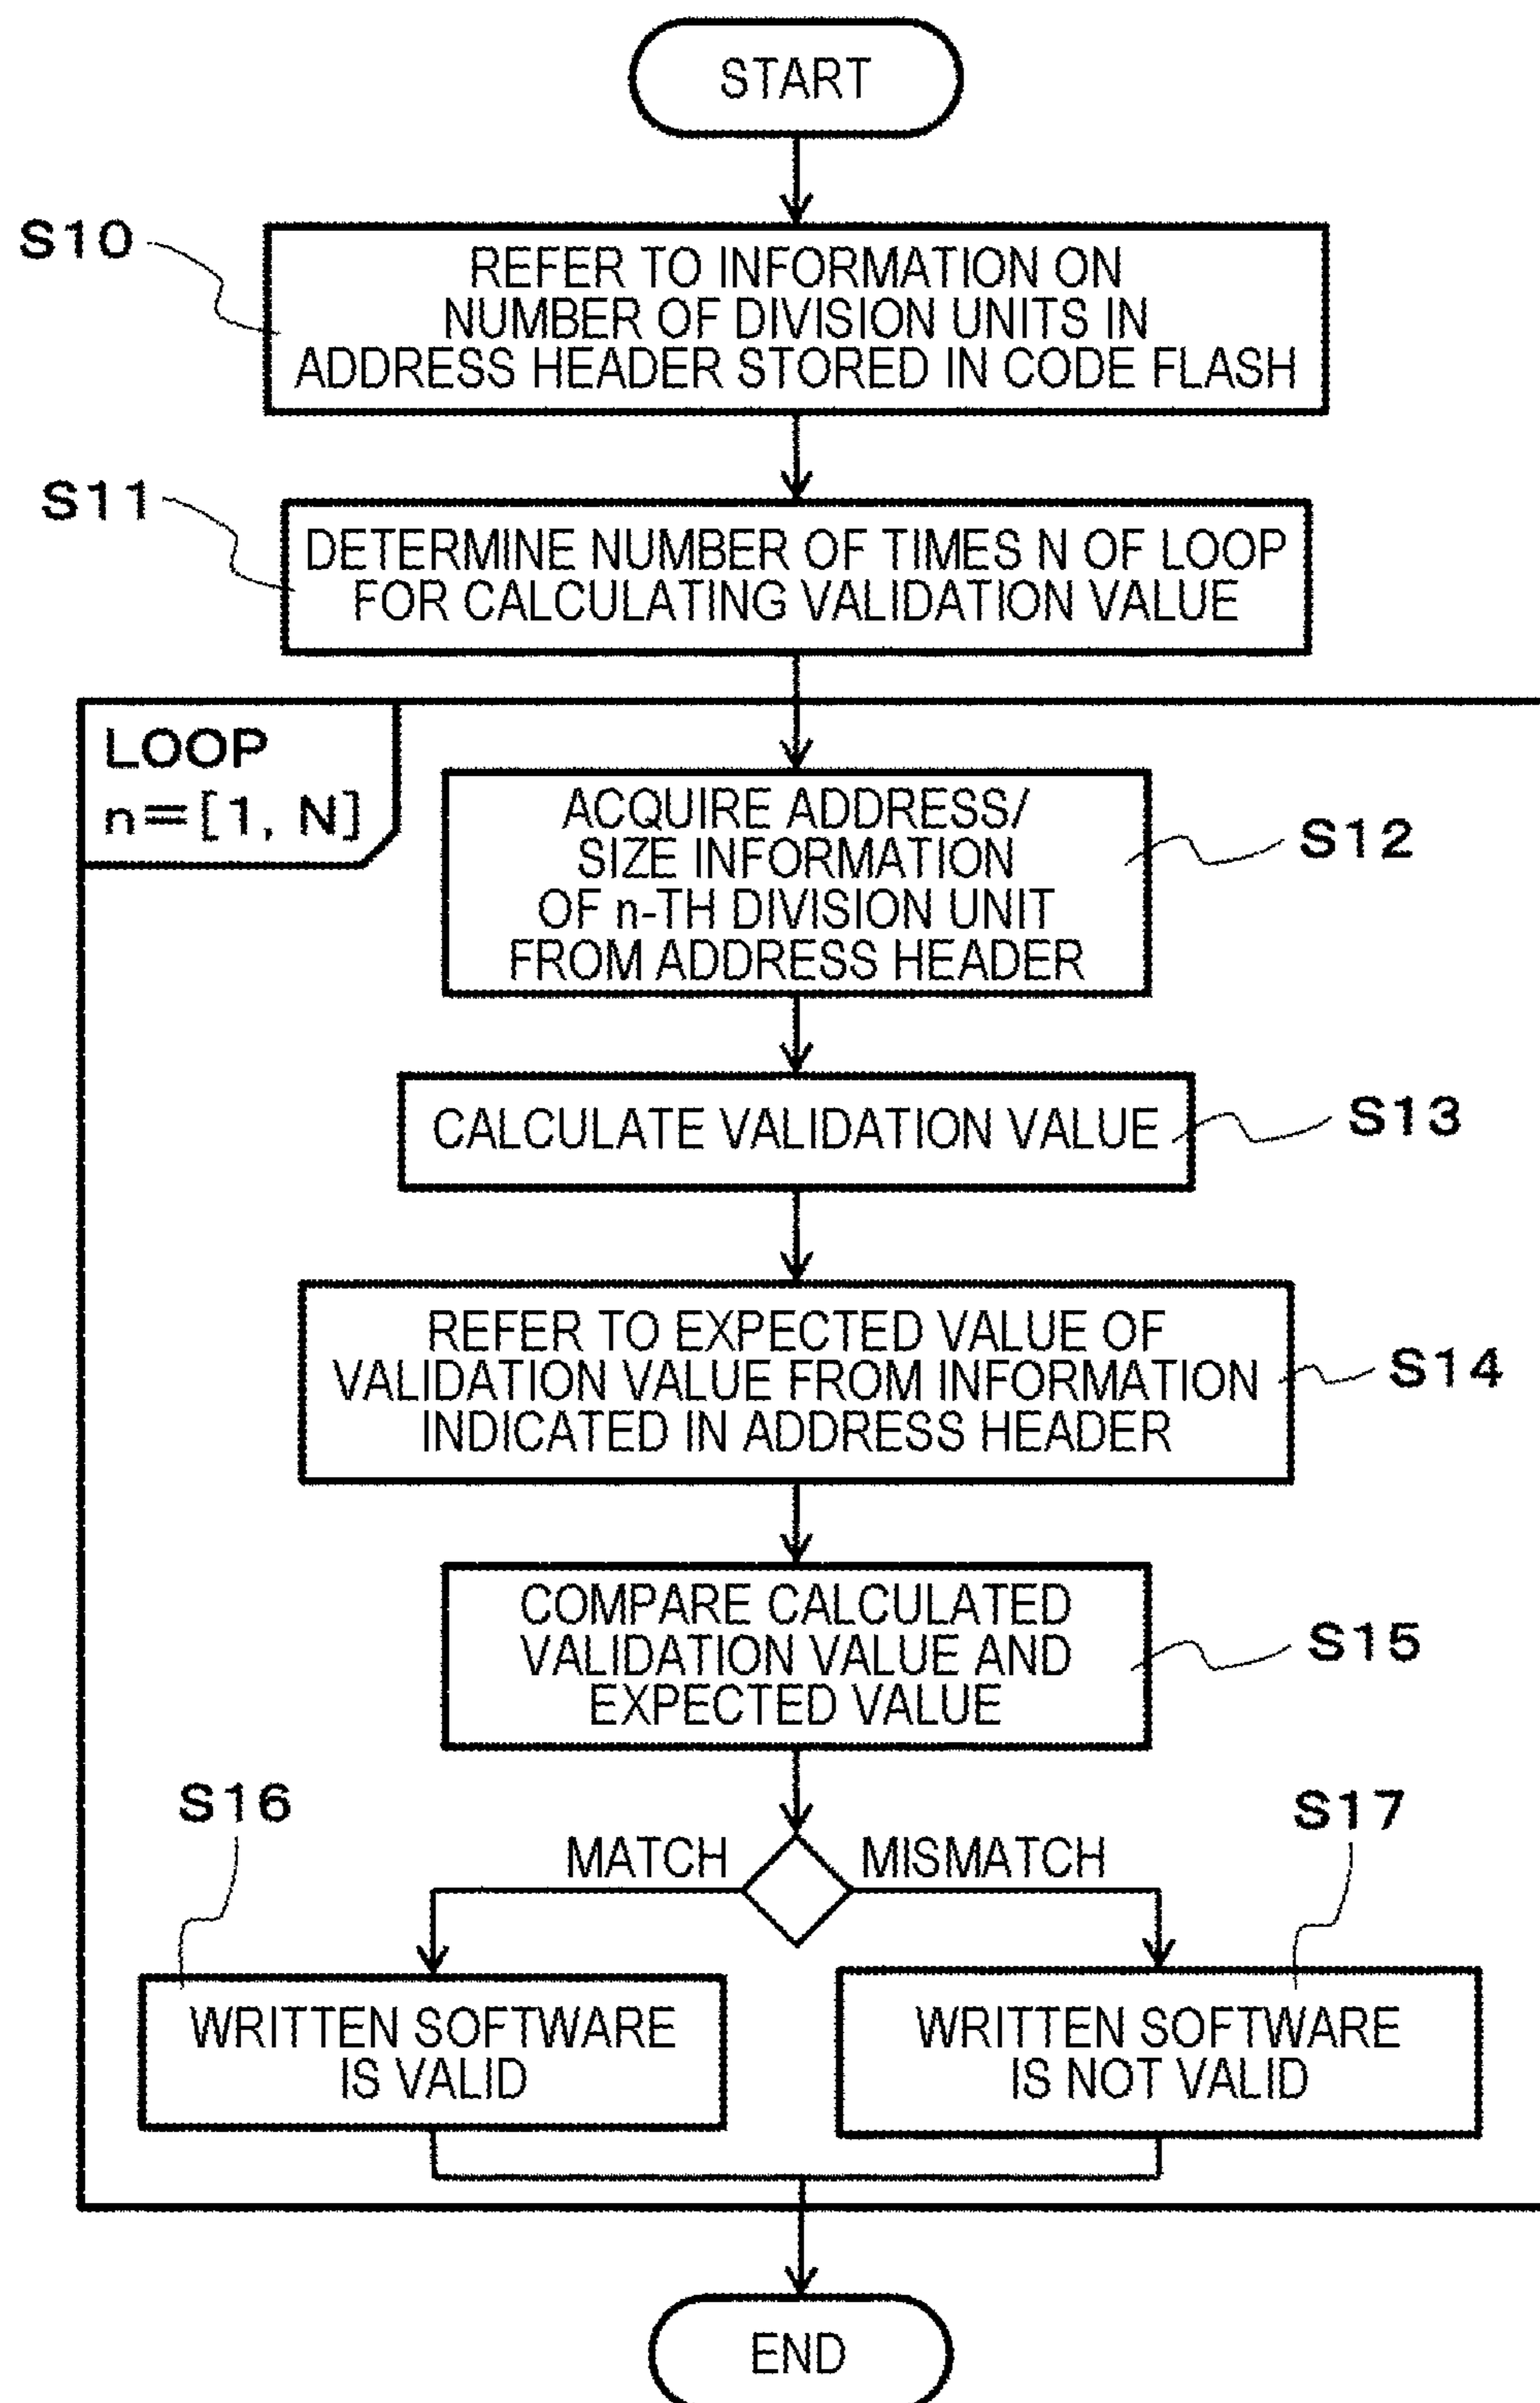 START
S10
REFER TO INFORMATION ON
NUMBER OF DIVISION UNITS IN
ADDRESS HEADER STORED IN CODE FLASH
S11
DETERMINE NUMBER OF TIMES N OF LOOP
FOR CALCULATING VALIDATION VALUE
LOOP
n=[1, N]
ACQUIRE ADDRESS/
SIZE INFORMATION
OF n-TH DIVISION UNIT
FROM ADDRESS HEADER
S12
CALCULATE VALIDATION VALUE
S13
REFER TO EXPECTED VALUE OF
VALIDATION VALUE FROM INFORMATION
INDICATED IN ADDRESS HEADER
S14
COMPARE CALCULATED
VALIDATION VALUE AND
EXPECTED VALUE
S15
MATCH
MISMATCH
S16
WRITTEN SOFTWARE
IS VALID
S17
WRITTEN SOFTWARE
IS NOT VALID
END